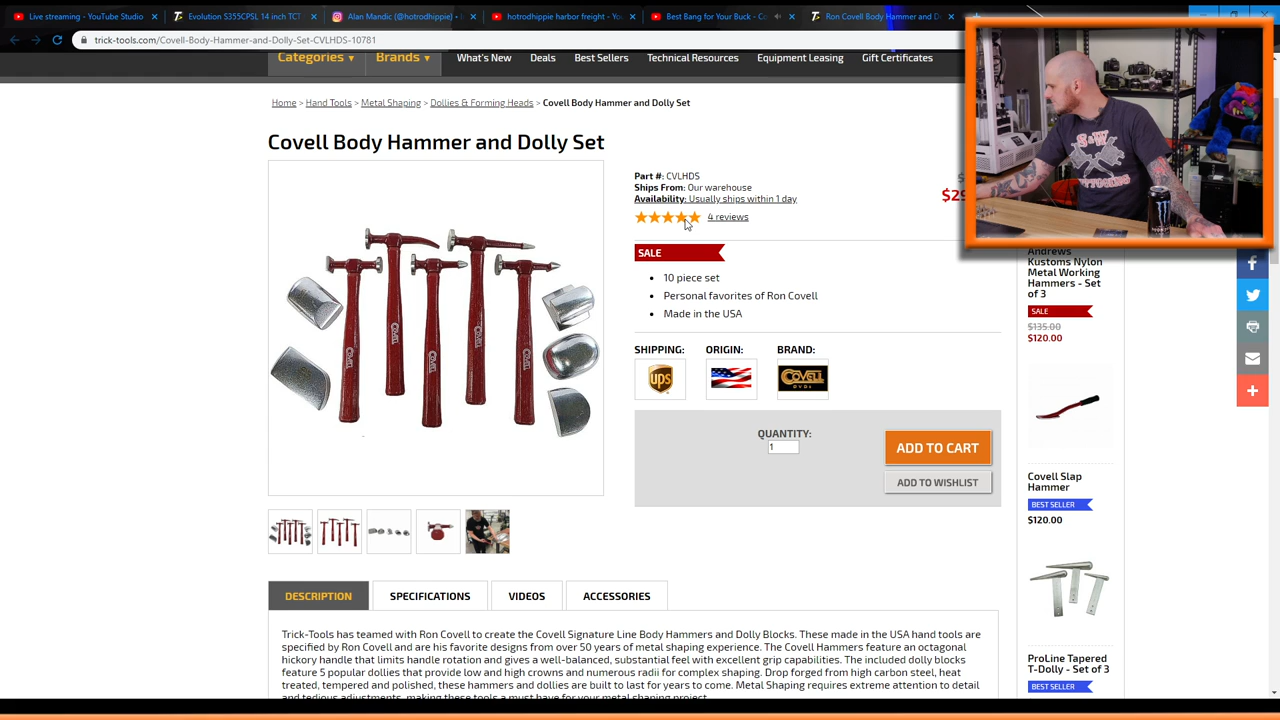 Live streaming - YouTube Studio
Evolution S355CPSL 14 inch TCT
Alan Mandic (@hotrodhippie) •
hotrodhippie harbor freight - Yo
Best Bang for Your Buck - Co
Ron Covell Body Hammer and Do
trick-tools.com/Covell-Body-Hammer-and-Dolly-Set-CVLHDS-10781
Categories ▼ Brands ▼ What's New Deals Best Sellers Technical Resources Equipment Leasing Gift Certificates
Home > Hand Tools > Metal Shaping > Dollies & Forming Heads > Covell Body Hammer and Dolly Set
Covell Body Hammer and Dolly Set
Part #: CVLHDS
Ships From: Our warehouse
Availability: Usually ships within 1 day
4 reviews
SALE
10 piece set
Personal favorites of Ron Covell
Made in the USA
SHIPPING: ORIGIN: BRAND:
ups
COVELL
QUANTITY:
1
ADD TO CART
ADD TO WISHLIST
DESCRIPTION SPECIFICATIONS VIDEOS ACCESSORIES
Trick-Tools has teamed with Ron Covell to create the Covell Signature Line Body Hammers and Dolly Blocks. These made in the USA hand tools are
specified by Ron Covell and are his favorite designs from over 50 years of metal shaping experience. The Covell Hammers feature an octagonal
hickory handle that limits handle rotation and gives a well-balanced, substantial feel with excellent grip capabilities. The included dolly blocks
feature 5 popular dollies that provide low and high crowns and numerous radii for complex shaping. Drop forged from high carbon steel, heat
treated, tempered and polished, these hammers and dollies are built to last for years to come. Metal Shaping requires extreme attention to detail
and tedious adjustments, making these tools a must have for your metal shaping project.
Andrews
Kustoms Nylon
Metal Working
Hammers - Set
of 3
SALE
$135.00
$120.00
Covell Slap
Hammer
BEST SELLER
$120.00
ProLine Tapered
T-Dolly - Set of 3
BEST SELLER
S&W